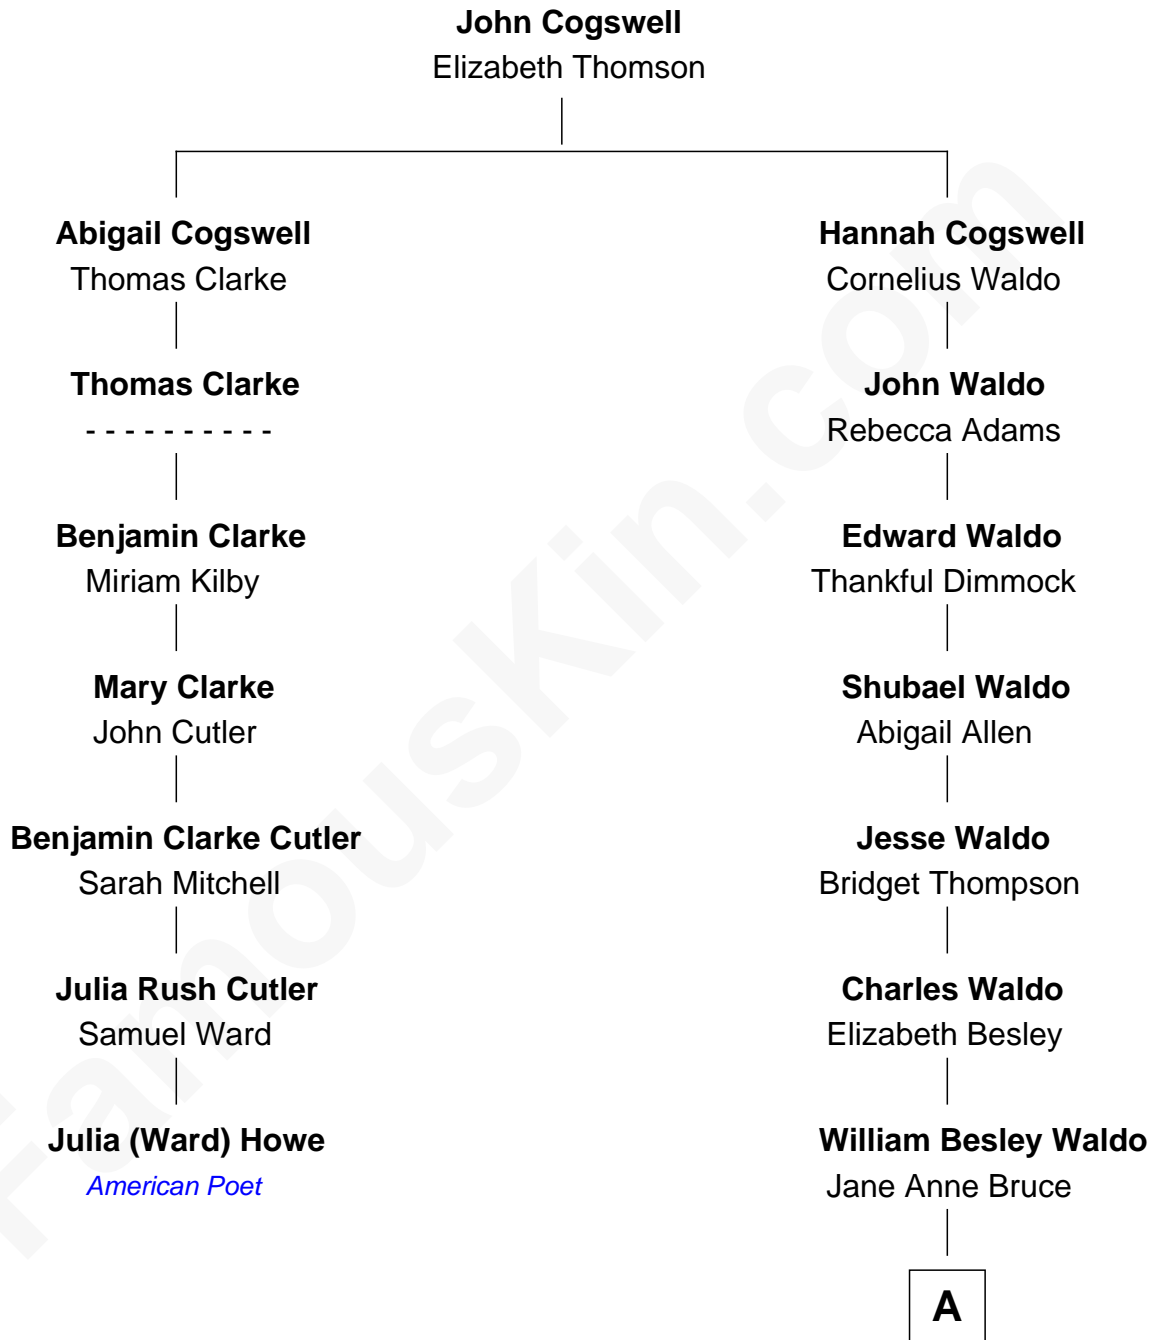 John Cogswell
Elizabeth Thomson
Abigail Cogswell
Thomas Clarke
Hannah Cogswell
Cornelius Waldo
Thomas Clarke
- - - - - - - - - -
John Waldo
Rebecca Adams
Benjamin Clarke
Miriam Kilby
Edward Waldo
Thankful Dimmock
Mary Clarke
John Cutler
Shubael Waldo
Abigail Allen
Benjamin Clarke Cutler
Sarah Mitchell
Jesse Waldo
Bridget Thompson
Julia Rush Cutler
Samuel Ward
Charles Waldo
Elizabeth Besley
Julia (Ward) Howe
American Poet
William Besley Waldo
Jane Anne Bruce
A
FamousKin.com